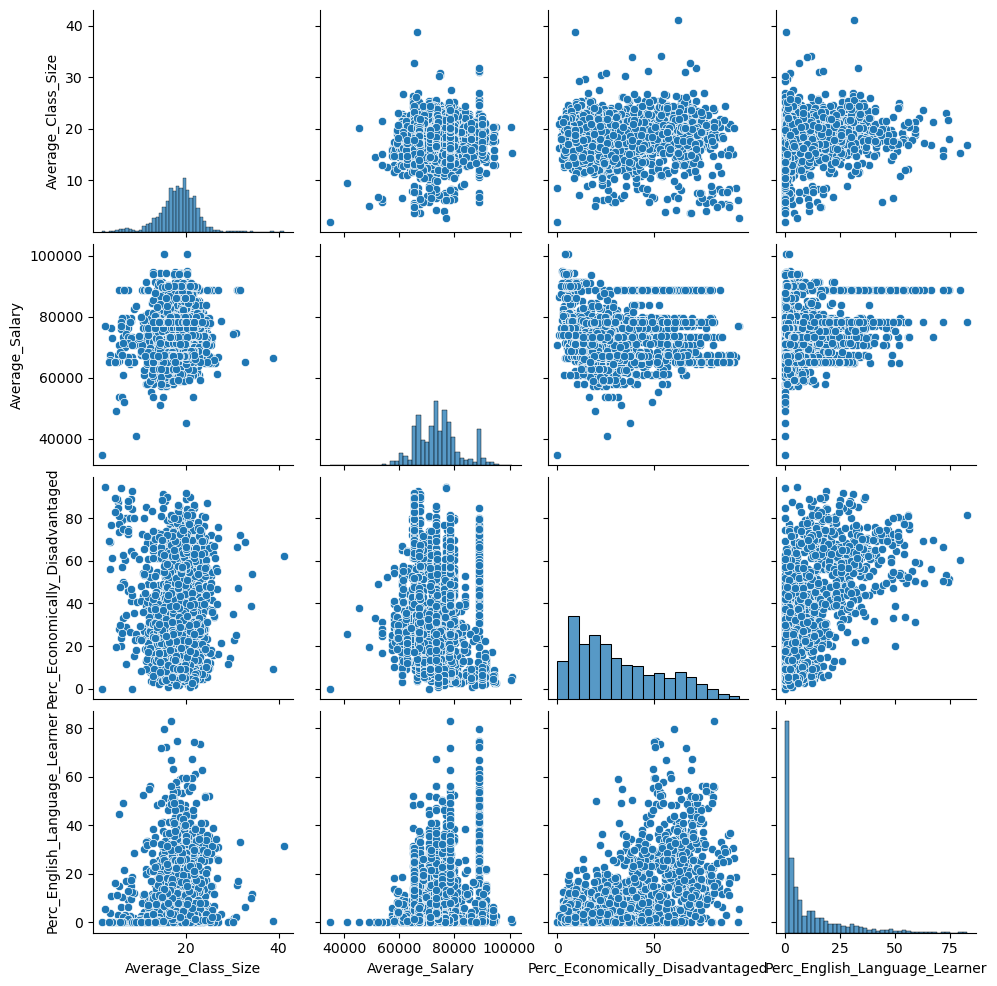 40
30
20
10
Average_Class_Size
100000
80000
60000
40000
Average_Salary
80
60
40
20
0
Perc_Economically_Disadvantaged
80
60
40
20
0
Perc_English_Language_Learner
20 40
Average_Class_Size
40000 60000 80000 100000
Average_Salary
0 50
Perc_Economically_Disadvantaged
0 25 50 75
Perc_English_Language_Learner